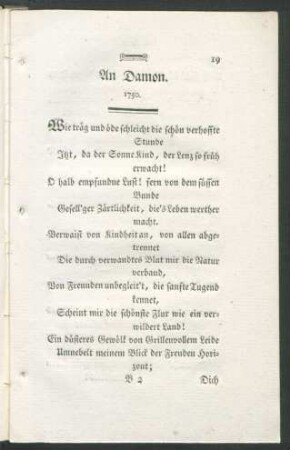 19
An Damon.
1750.
Wie träg und öde schleicht die schön verhoffte
Stunde
Itzt, da der Sonne Kind, der Lenz so früh
erwacht!
O halb empfundne Lust! fern von dem süssen
Bunde
Gesell'ger Zärtlichkeit, die's Leben werther
macht.
Verwaist von Kindheit an, von allen abge-
trennet
Die durch verwandtes Blut mir die Natur
verband,
Von Freunden unbegleit't, die sanfte Tugend
kennet,
Scheint mir die schönste Flur wie ein ver-
wildert Land!
Ein düsteres Gewölk von Grillenvollem Leide
Umnebelt meinem Blick der Freuden Hori-
zont;
B 2 Dich